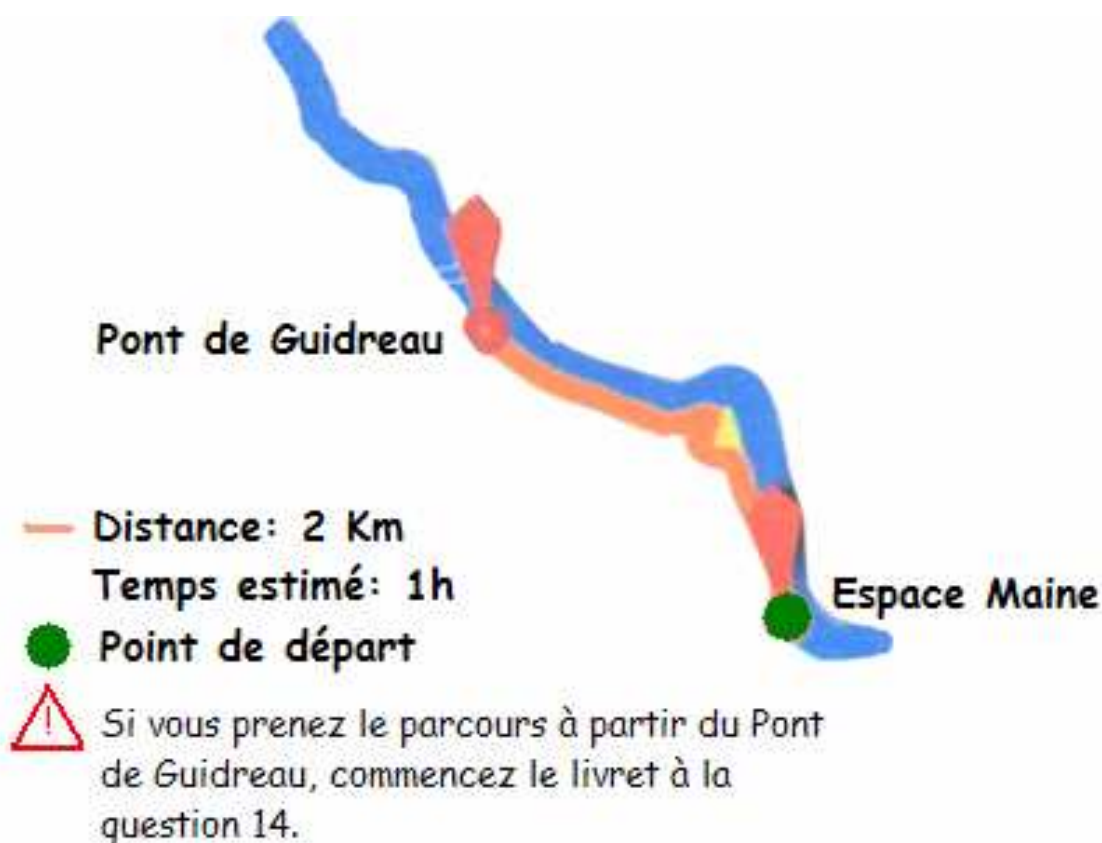 Pont de Guidreau
Distance: 2 Km
Temps estimé: 1h
Espace Maine
Point de départ
Si vous prenez le parcours à partir du Pont
de Guidreau, commencez le livret à la
question 14.